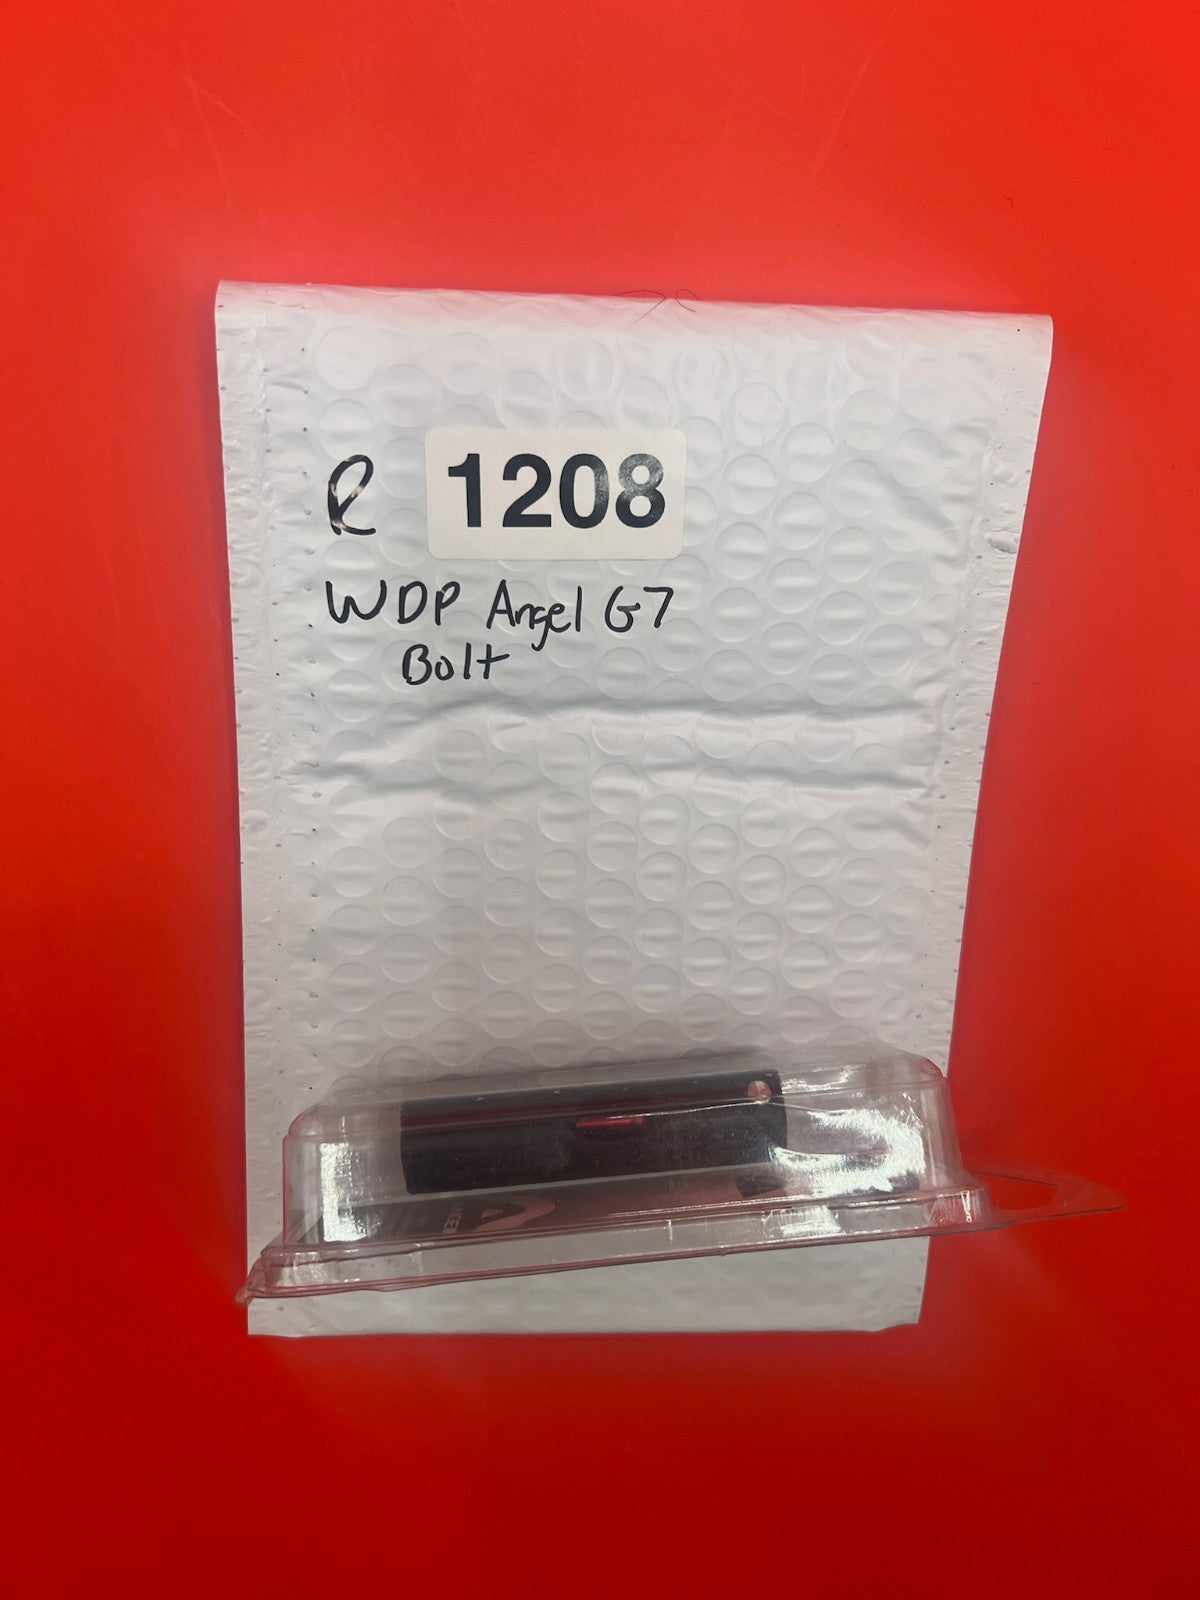 R 1208
WDP Angel G7
Bolt